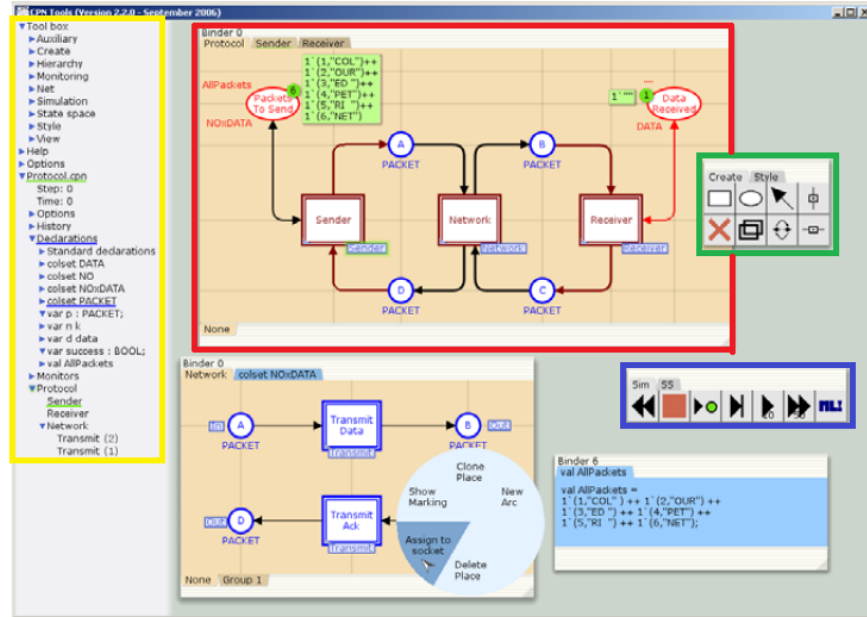 CPN Tools (Version 2.2.0 - September 2006)
Tool box
Auxiliary
Create
Hierarchy
Monitoring
Net
Simulation
State space
Style
View
Help
Options
Protocol.cpn
Step: 0
Time: 0
Options
History
Declarations
Standard declarations
colset DATA
colset NO
colset NOxDATA
colset PACKET
var p : PACKET;
var n k
var d data
var success : BOOL;
val AllPackets
Monitors
Protocol
Sender
Receiver
Network
Transmit (2)
Transmit (1)
Binder 0
Protocol Sender Receiver
1`(1,"COL")++
1`(2,"OUR")++
1`(3,"ED ")++
1`(4,"PET")++
1`(5,"RI ")++
1`(6,"NET")
AllPackets
6
Packets
To Send
NOxDATA
""
1`""
1
Data
Received
DATA
A
PACKET
B
PACKET
Sender
Sender
Network
Network
Receiver
Receiver
D
PACKET
C
PACKET
None
Create Style
Binder 0
Network colset NOxDATA
In
A
PACKET
Transmit
Data
Transmit
B
Out
PACKET
Out
D
PACKET
Transmit
Ack
Transmit
Clone
Place
Show
Marking
New
Arc
Assign to
socket
Delete
Place
None Group 1
Sim SS
10
50
ML!
Binder 6
val AllPackets
val AllPackets =
1`(1,"COL" ) ++ 1`(2,"OUR") ++
1`(3,"ED ") ++ 1`(4,"PET") ++
1`(5,"RI ") ++ 1`(6,"NET");